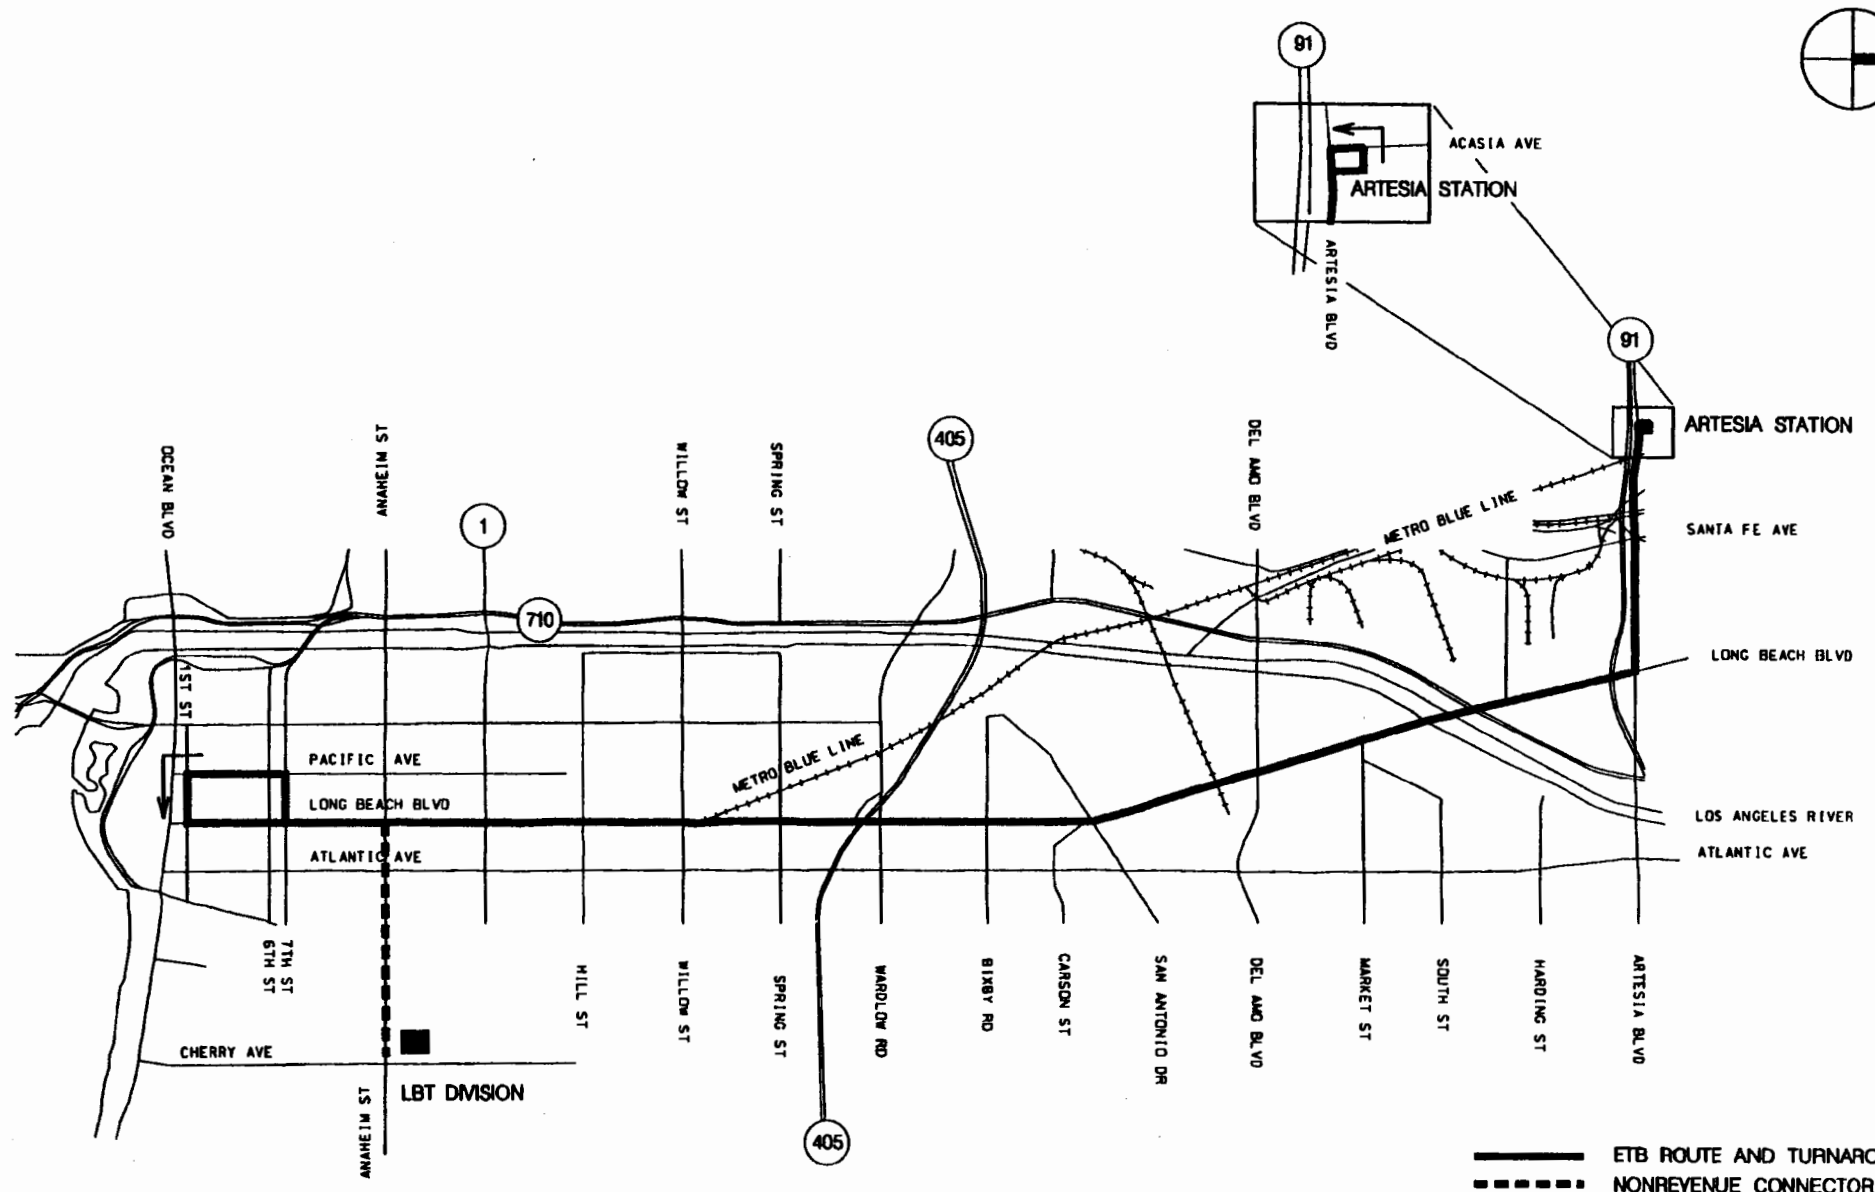 91
ACASIA AVE
ARTESIA STATION
ARTESIA BLVD
91
ARTESIA STATION
OCEAN BLVD
ANAHEIM ST
WILLOW ST
SPRING ST
405
DEL AMO BLVD
METRO BLUE LINE
SANTA FE AVE
1
710
1ST ST
LONG BEACH BLVD
PACIFIC AVE
METRO BLUE LINE
LONG BEACH BLVD
LOS ANGELES RIVER
ATLANTIC AVE
ATLANTIC AVE
6TH ST
7TH ST
HILL ST
WILLOW ST
SPRING ST
WARDLOW RD
BIXBY RD
CARSON ST
SAN ANTONIO DR
DEL AMO BLVD
MARKET ST
SOUTH ST
HARDING ST
ARTESIA BLVD
CHERRY AVE
ANAHEIM ST
LBT DIVISION
405
ETB ROUTE AND TURNARO
NONREVENUE CONNECTOR